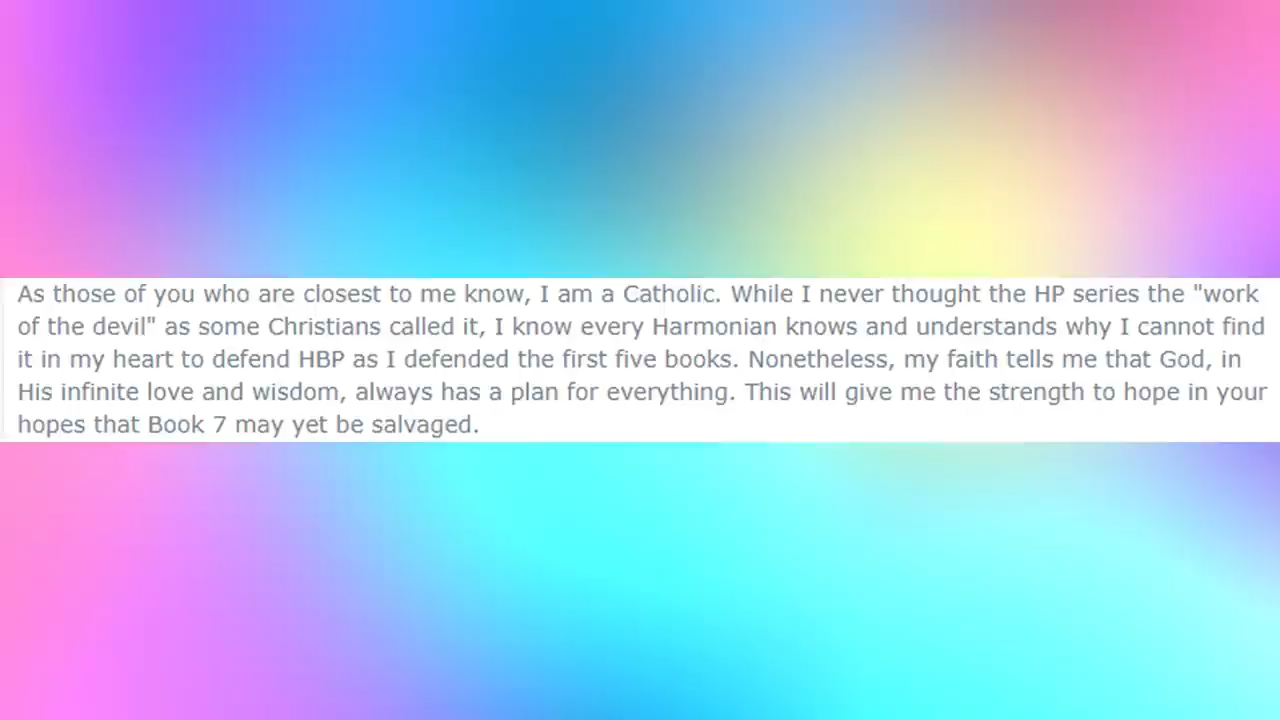 As those of you who are closest to me know, I am a Catholic. While I never thought the HP series the "work
of the devil" as some Christians called it, I know every Harmonian knows and understands why I cannot find
it in my heart to defend HBP as I defended the first five books. Nonetheless, my faith tells me that God, in
His infinite love and wisdom, always has a plan for everything. This will give me the strength to hope in your
hopes that Book 7 may yet be salvaged.